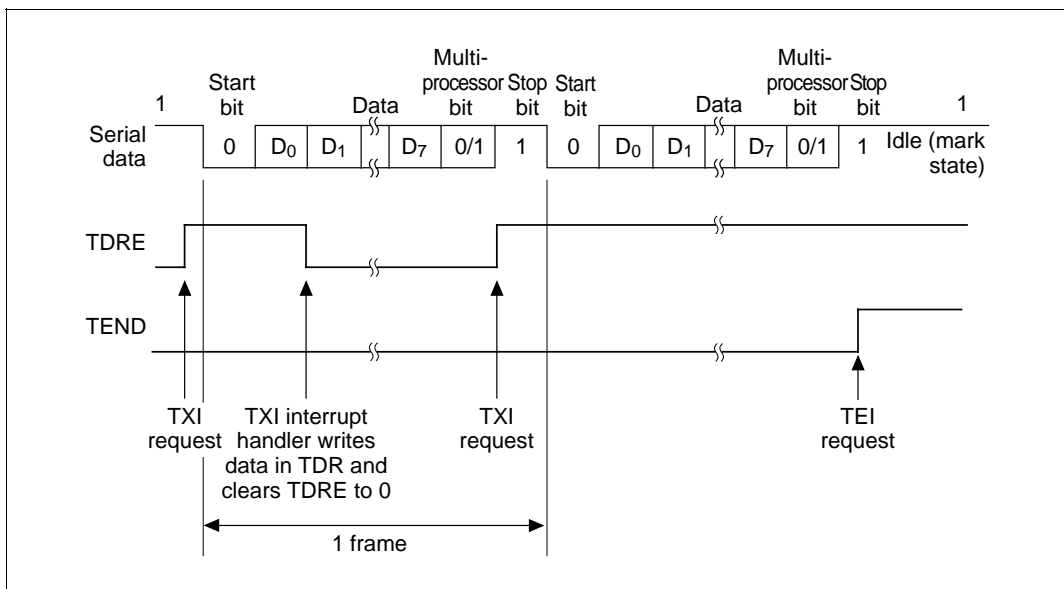 Multi-
processor
bit
Stop
bit
Start
bit
Multi-
processor
bit
Stop
bit
1
Start
bit
Data
Data
1
Serial
data
0 D0 D1 D7 0/1 1 0 D0 D1 D7 0/1 1
Idle (mark
state)
TDRE
TEND
TXI
request
TXI interrupt
handler writes
data in TDR and
clears TDRE to 0
TXI
request
TEI
request
1 frame